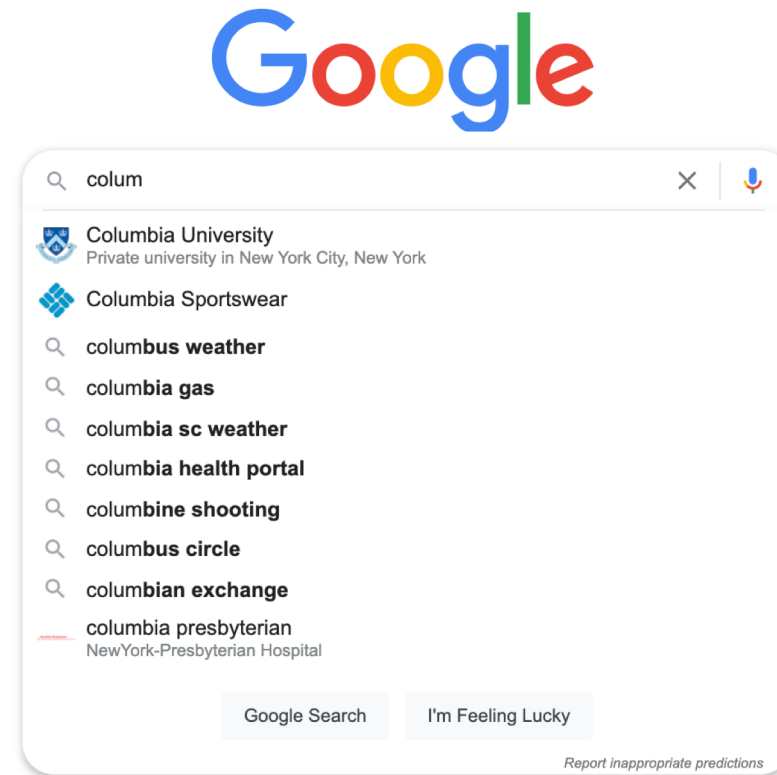 Google
colum
Columbia University
Private university in New York City, New York
Columbia Sportswear
columbus weather
columbia gas
columbia sc weather
columbia health portal
columbine shooting
columbus circle
columbian exchange
columbia presbyterian
NewYork-Presbyterian Hospital
Google Search
I'm Feeling Lucky
Report inappropriate predictions